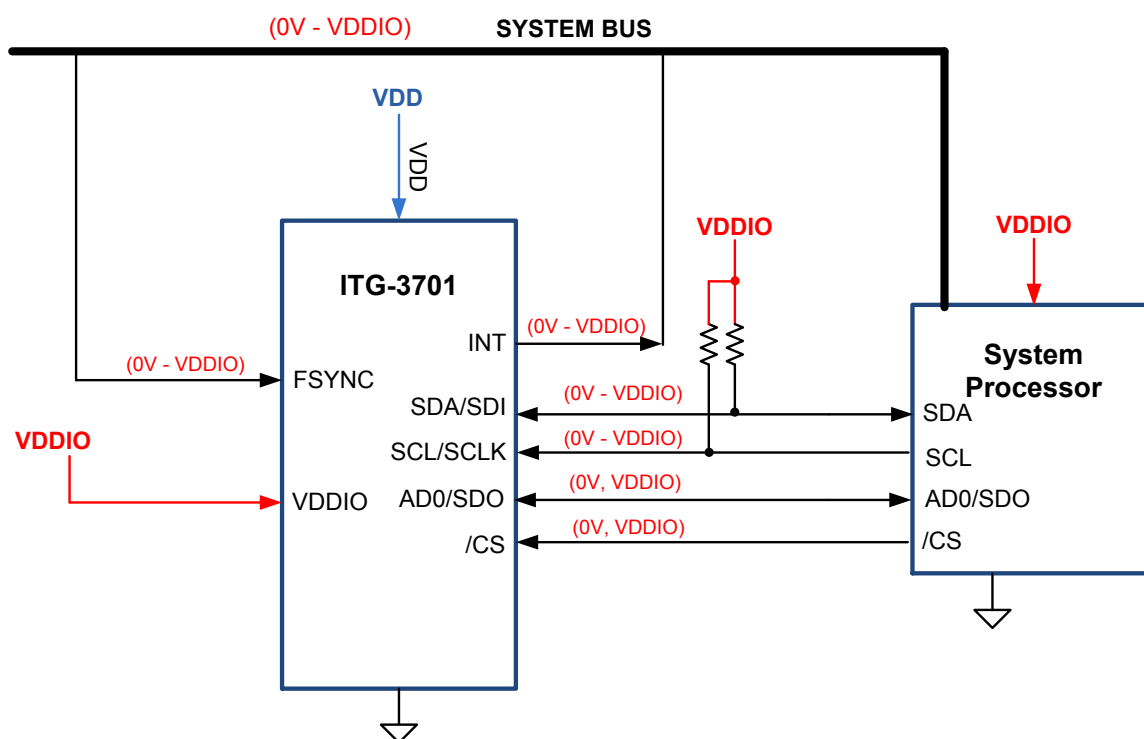 (0V - VDDIO)
SYSTEM BUS
VDD
VDD
VDDIO
VDDIO
ITG-3701
INT
(0V - VDDIO)
System
Processor
(0V - VDDIO)
FSYNC
SDA/SDI
(0V - VDDIO)
SDA
VDDIO
SCL/SCLK
(0V - VDDIO)
SCL
VDDIO
AD0/SDO
(0V, VDDIO)
AD0/SDO
/CS
(0V, VDDIO)
/CS